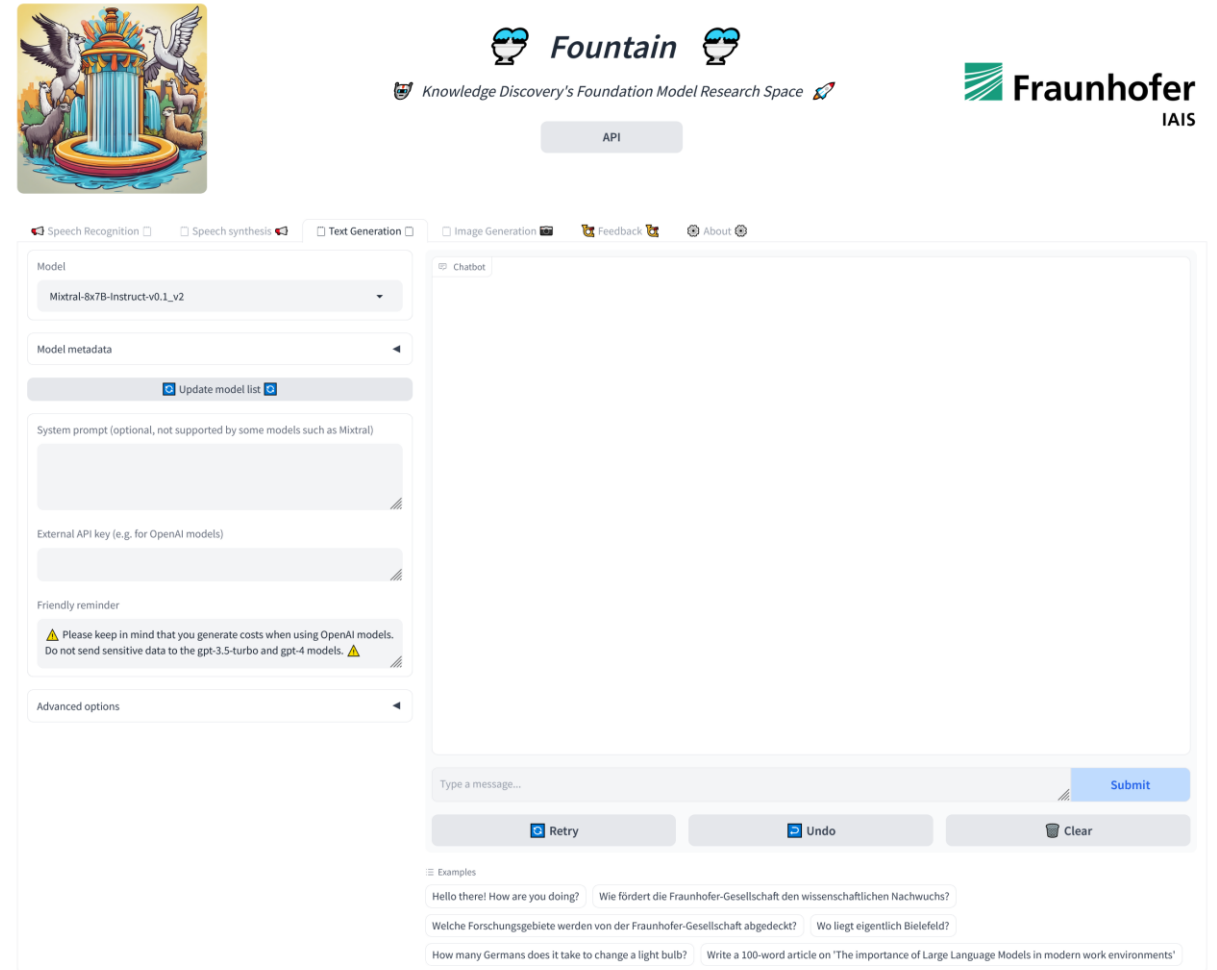 Fountain
Knowledge Discovery's Foundation Model Research Space
API
Fraunhofer
IAIS
Speech Recognition
Speech synthesis
Text Generation
Image Generation
Feedback
About
Model
Mixtral-8x7B-Instruct-v0.1_v2
Model metadata
Update model list
System prompt (optional, not supported by some models such as Mixtral)
External API key (e.g. for OpenAI models)
Friendly reminder
Please keep in mind that you generate costs when using OpenAI models.
Do not send sensitive data to the gpt-3.5-turbo and gpt-4 models.
Advanced options
Chatbot
Type a message...
Submit
Retry
Undo
Clear
Examples
Hello there! How are you doing?
Wie fördert die Fraunhofer-Gesellschaft den wissenschaftlichen Nachwuchs?
Welche Forschungsgebiete werden von der Fraunhofer-Gesellschaft abgedeckt?
Wo liegt eigentlich Bielefeld?
How many Germans does it take to change a light bulb?
Write a 100-word article on 'The importance of Large Language Models in modern work environments'